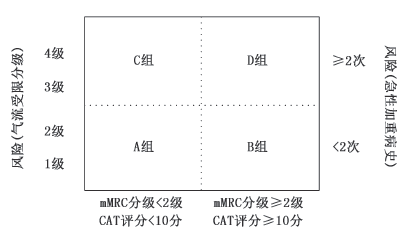 风险(气流受限分级)
4级
3级
2级
1级
C组
D组
A组
B组
≥2次
<2次
风险(急性加重病史)
mMRC分级<2级
mMRC分级≥2级
CAT评分<10分
CAT评分≥10分